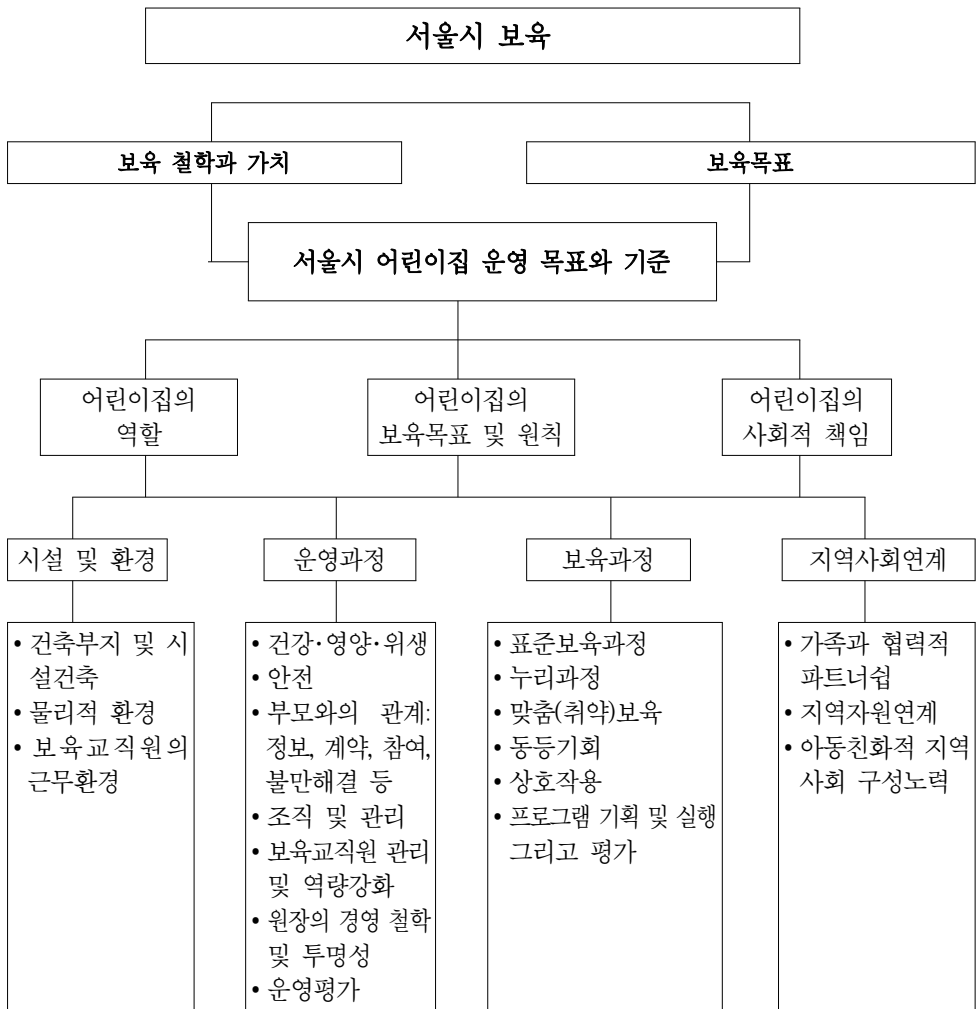 서울시 보육
보육 철학과 가치
보육목표
서울시 어린이집 운영 목표와 기준
어린이집의
역할
어린이집의
보육목표 및 원칙
어린이집의
사회적 책임
시설 및 환경
운영과정
보육과정
지역사회연계
• 건축부지 및 시
설건축
• 물리적 환경
• 보육교직원의
근무환경
• 건강·영양·위생
• 안전
• 부모와의 관계:
정보, 계약, 참여,
불만해결 등
• 조직 및 관리
• 보육교직원 관리
및 역량강화
• 원장의 경영 철학
및 투명성
• 운영평가
• 표준보육과정
• 누리과정
• 맞춤(취약)보육
• 동등기회
• 상호작용
• 프로그램 기획 및 실행
그리고 평가
• 가족과 협력적
파트너쉽
• 지역자원연계
• 아동친화적 지역
사회 구성노력